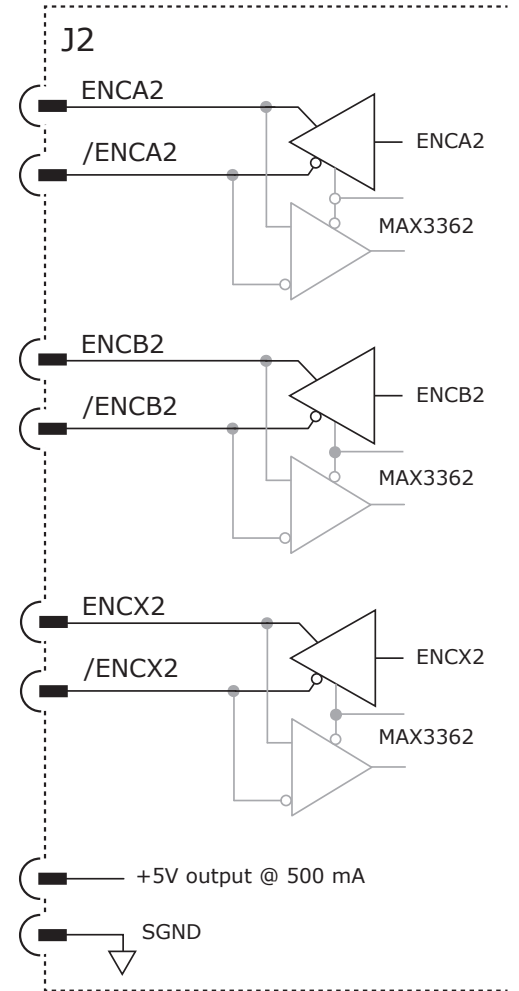 J2
ENCA2
/ENCA2
ENCA2
MAX3362
ENCB2
/ENCB2
ENCB2
MAX3362
ENCX2
/ENCX2
ENCX2
MAX3362
+5V output @ 500 mA
SGND